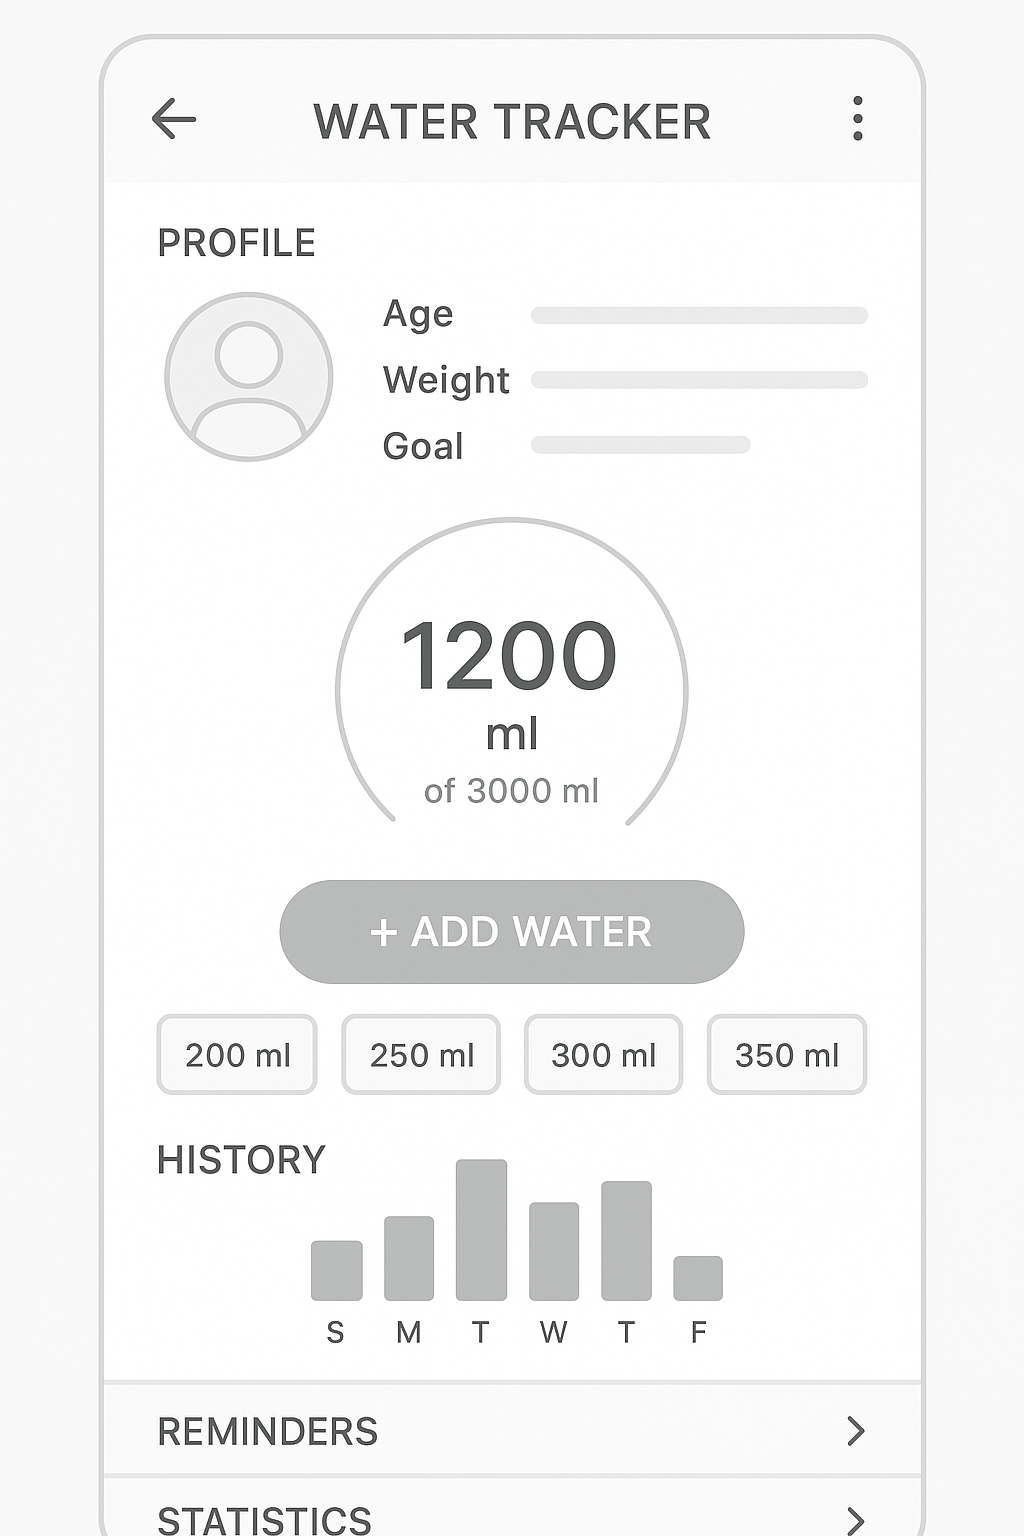 WATER TRACKER
PROFILE
Age
Weight
Goal
1200
ml
of 3000 ml
+ ADD WATER
200 ml 250 ml 300 ml 350 ml
HISTORY
S M T W T F
REMINDERS
STATISTICS